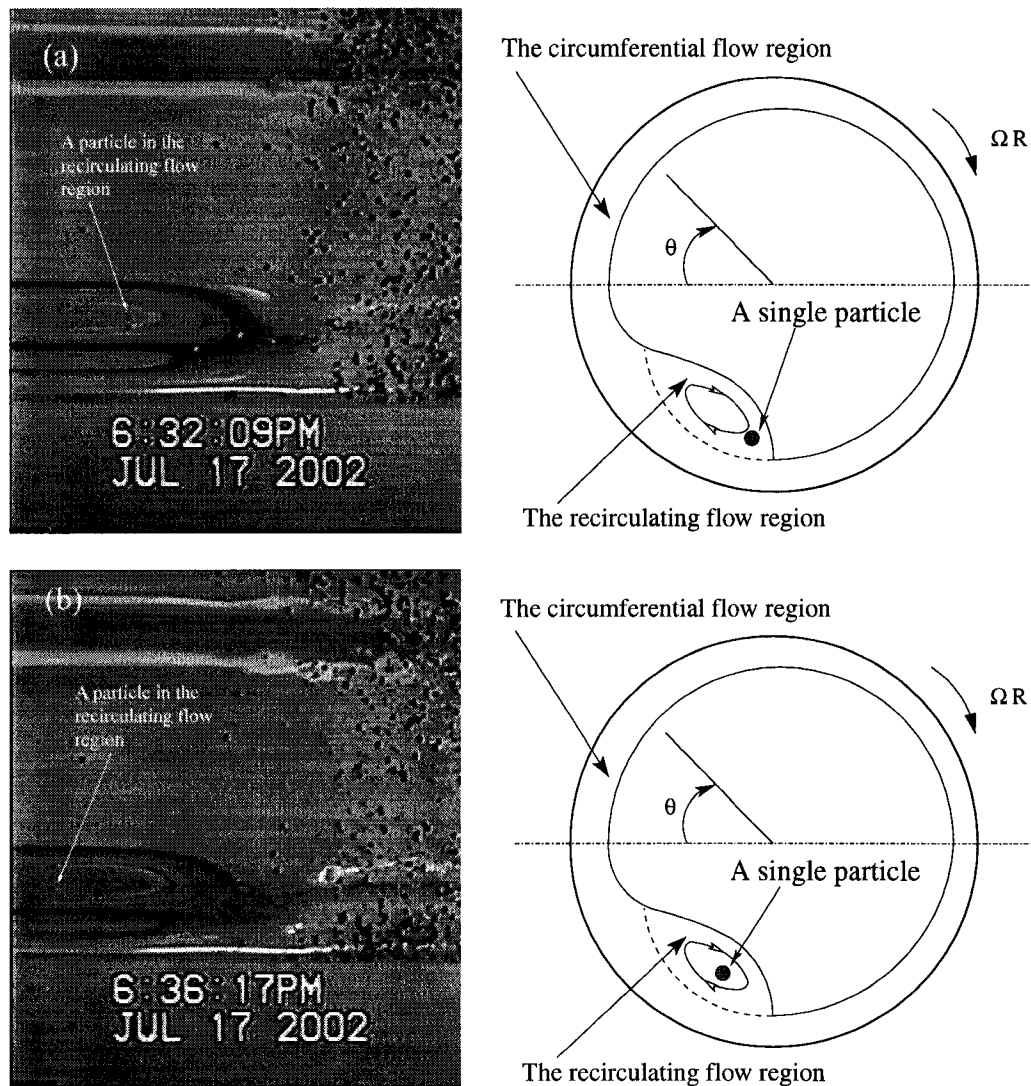 (a)
A particle in the
recirculating flow
region
6:32:09PM
JUL 17 2002
The circumferential flow region
Ω R
θ
A single particle
The recirculating flow region
(b)
A particle in the
recirculating flow
region
6:36:17PM
JUL 17 2002
The circumferential flow region
Ω R
θ
A single particle
The recirculating flow region